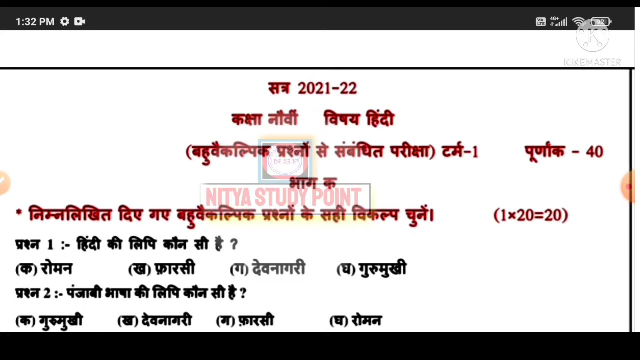 1:32 PM
KINEMASTER
सत्र 2021-22
कक्षा नौवीं विषय हिंदी
(बहुवैकल्पिक प्रश्नों से संबंधित परीक्षा) टर्म-1 पूर्णांक - 40
भाग क
NITYA STUDY POINT
* निम्नलिखित दिए गए बहुवैकल्पिक प्रश्नों के सही विकल्प चुनें। (1×20=20)
प्रश्न 1 :- हिंदी की लिपि कौन सी है ?
(क) रोमन (ख) फ़ारसी (ग) देवनागरी (घ) गुरुमुखी
प्रश्न 2 :- पंजाबी भाषा की लिपि कौन सी है ?
(क) गुरुमुखी (ख) देवनागरी (ग) फ़ारसी (घ) रोमन